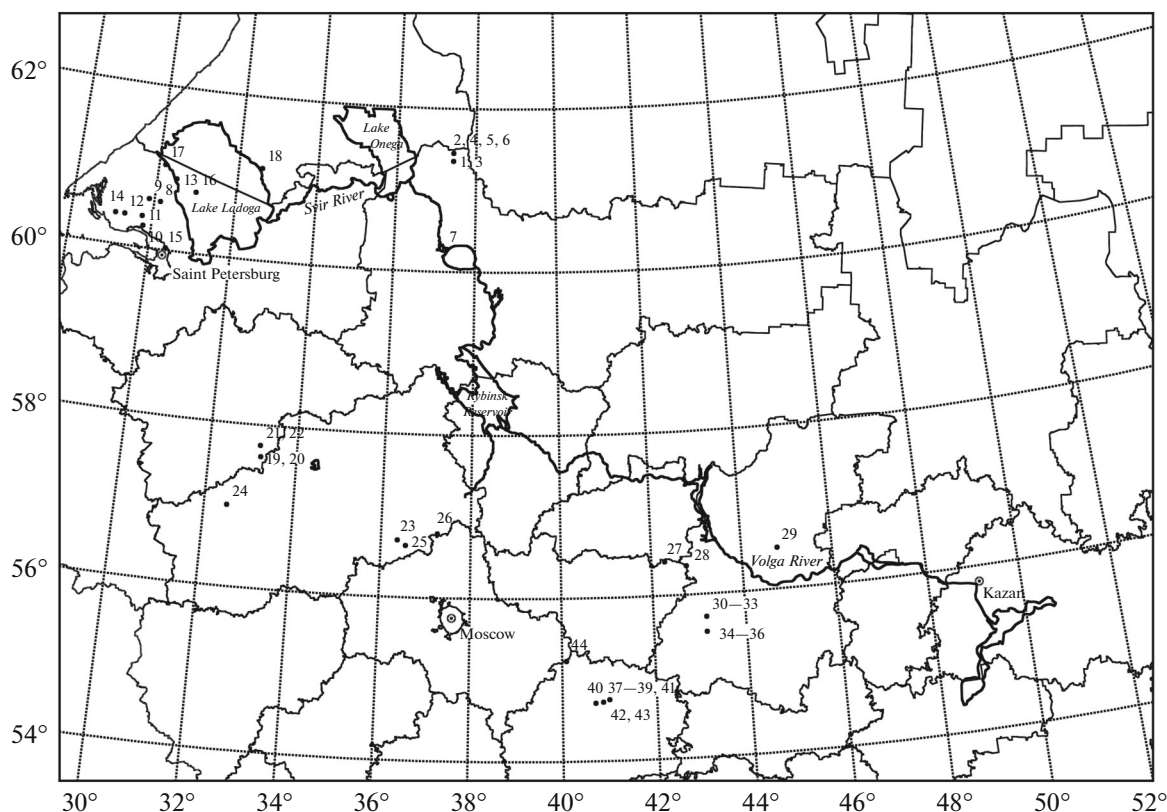 62°
Lake
Onega
2, 4, 5, 6
1, 3
17
18
9
8
13 16
14
12
Lake Ladoga
Svir River
11
60°
10, 15
7
Saint Petersburg
58°
Rybinsk
Reservoir
21, 22
19, 20
24
23
26
25
27
28
29
56°
Volga River
Kazan
30—33
Moscow
34—36
44
40 37—39, 41
42, 43
54°
30° 32° 34° 36° 38° 40° 42° 44° 46° 48° 50° 52°